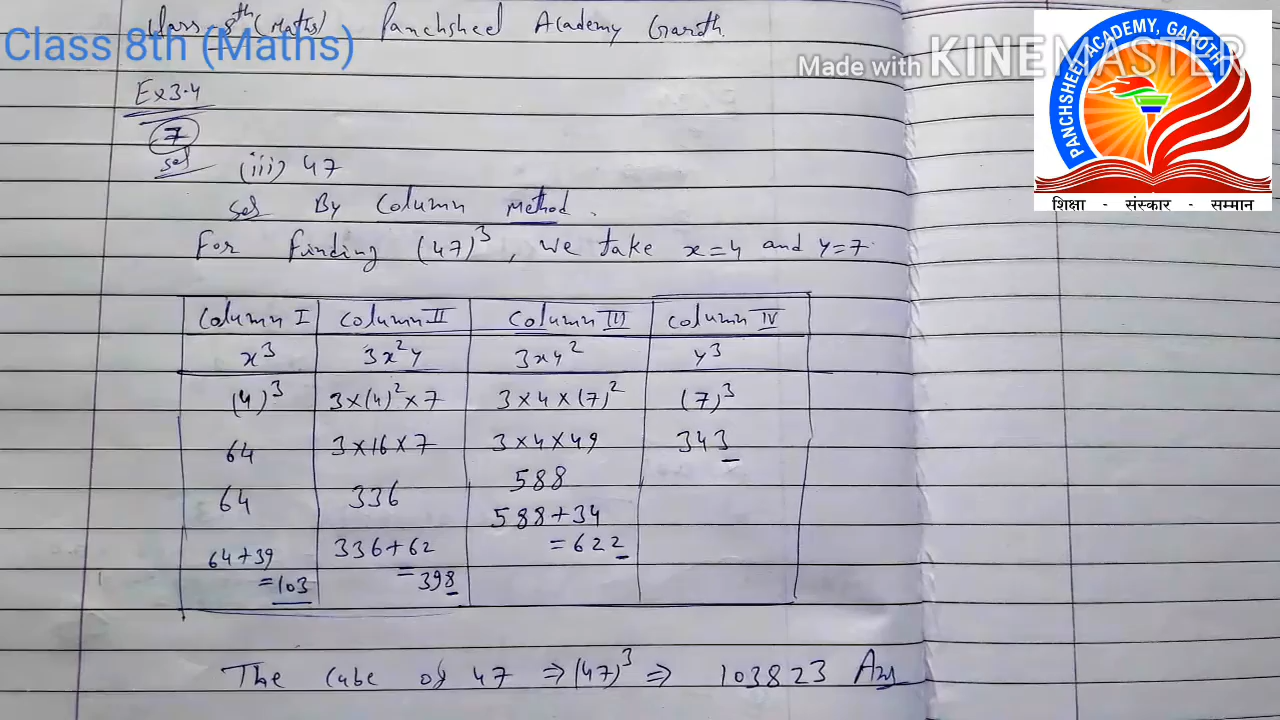 Class 8th (Maths) Panchsheel Academy Garoth.
Class 8th (Maths)
Made with KINEMASTER
PANCHSHEEL ACADEMY, GAROTH
शिक्षा - संस्कार - सम्मान
Ex 3.4
7
Sol (iii) 47
Sol By Column Method.
For Finding (47)³, we take x=4 and y=7.
Column I Column II Column III Column IV
x³ 3x²y 3xy² y³
(4)³ 3×(4)²×7 3×4×(7)² (7)³
64 3×16×7 3×4×49 343
64 336 588
588+34
64+39 336+62 =622
=103 =398
The Cube of 47 ⇒ (47)³ ⇒ 103823 Ans